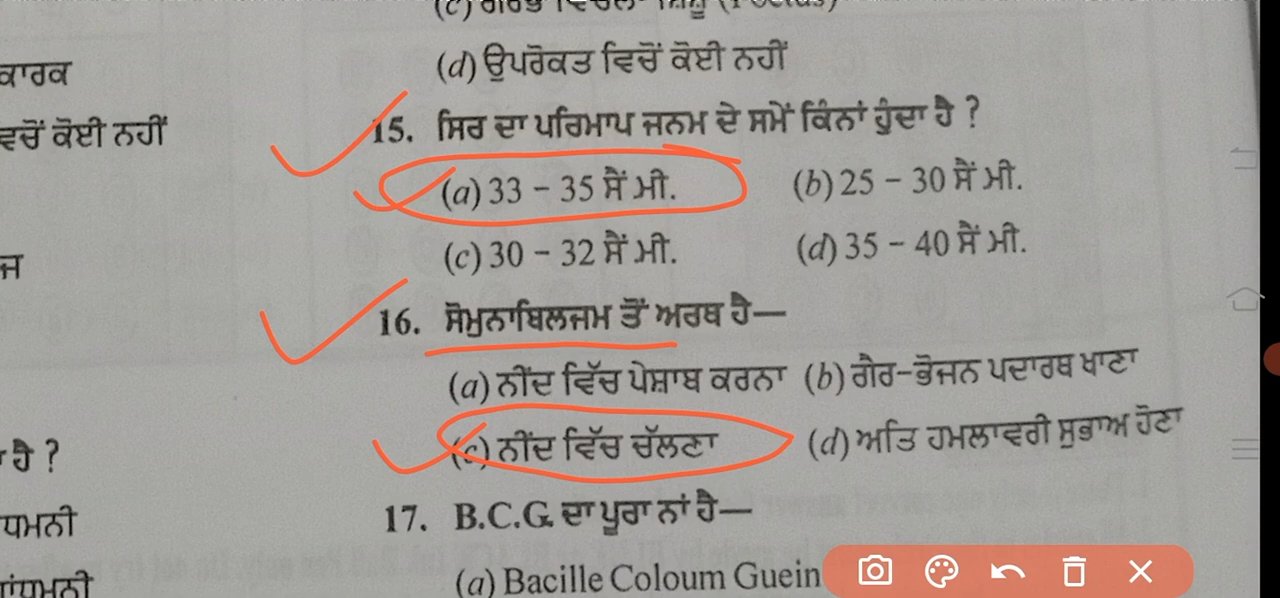 ਕਾਰਕ
ਵਚੋਂ ਕੋਈ ਨਹੀਂ
ਜ
ਹੈ ?
ਧਮਨੀ
(d) ਉਪਰੋਕਤ ਵਿਚੋਂ ਕੋਈ ਨਹੀਂ
15. ਸਿਰ ਦਾ ਪਰਿਮਾਪ ਜਨਮ ਦੇ ਸਮੇਂ ਕਿੰਨਾਂ ਹੁੰਦਾ ਹੈ ?
(a) 33 – 35 ਸੈਂ ਮੀ. (b) 25 – 30 ਸੈਂ ਮੀ.
(c) 30 – 32 ਸੈਂ ਮੀ. (d) 35 – 40 ਸੈਂ ਮੀ.
16. ਸੋਮੁਨਾਬਿਲਜਮ ਤੋਂ ਅਰਥ ਹੈ—
(a) ਨੀਂਦ ਵਿੱਚ ਪੇਸ਼ਾਬ ਕਰਨਾ (b) ਗੈਰ-ਭੋਜਨ ਪਦਾਰਥ ਖਾਣਾ
(c) ਨੀਂਦ ਵਿੱਚ ਚੱਲਣਾ (d) ਅਤਿ ਹਮਲਾਵਰੀ ਸੁਭਾਅ ਹੋਣਾ
17. B.C.G. ਦਾ ਪੂਰਾ ਨਾਂ ਹੈ—
(a) Bacille Coloum Guein